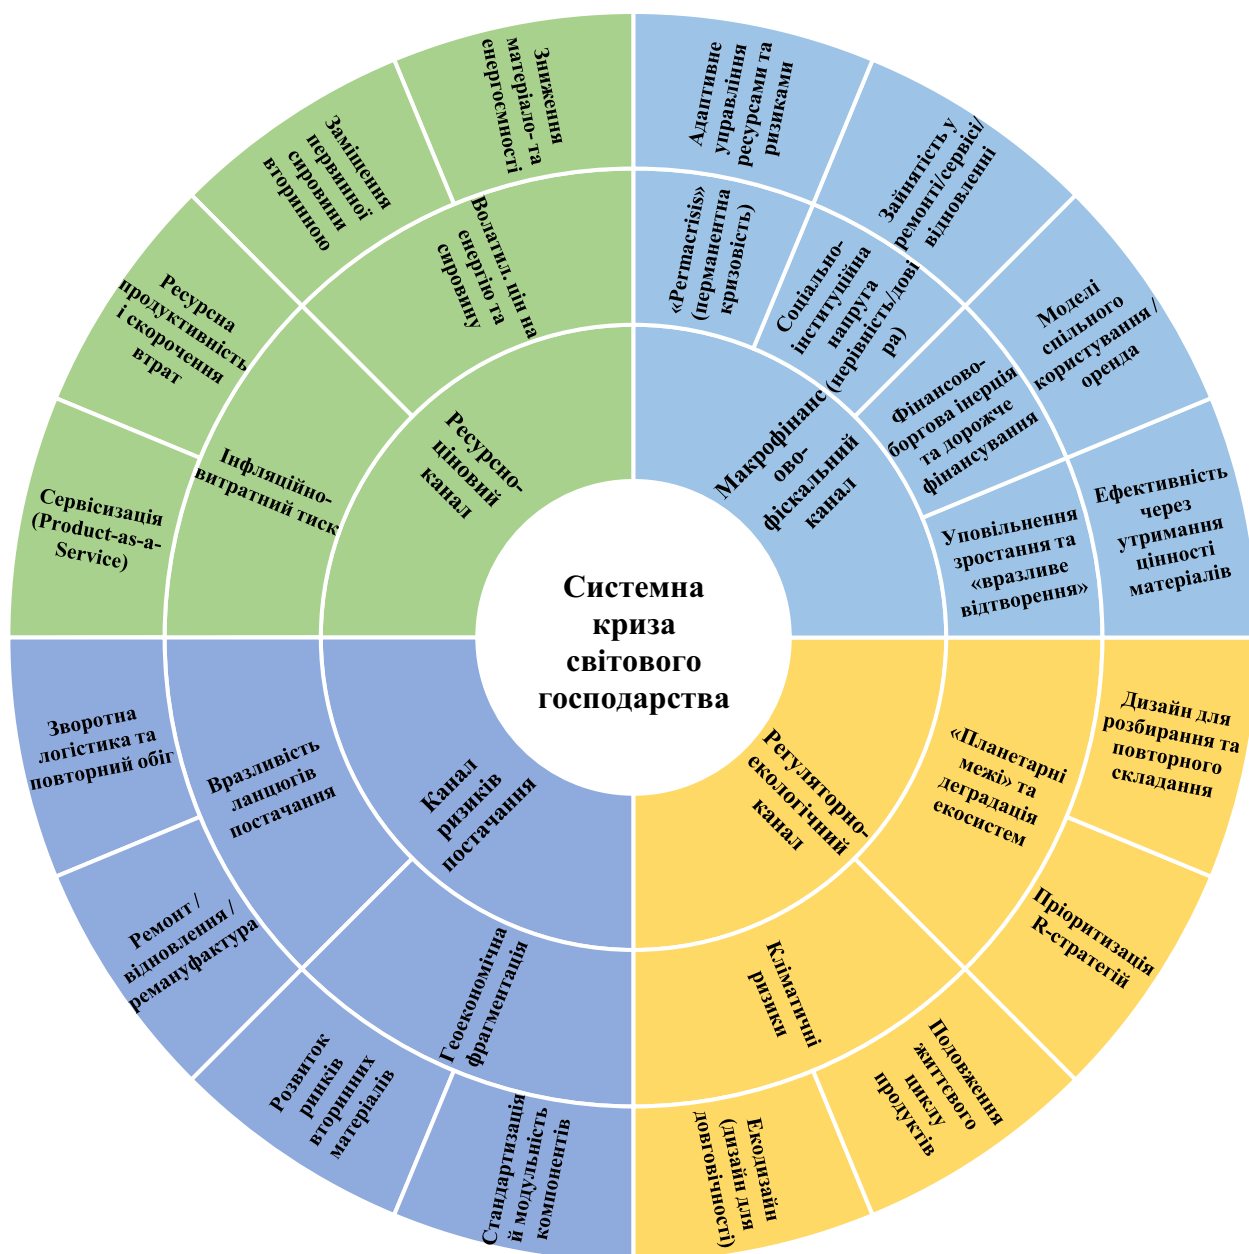 Системна
криза
світового
господарства
Макрофінанс
ово-
фіскальний
канал
«Permacrisis»
(перманентна
кризовість)
Адаптивне
управління
ресурсами та
ризиками
Соціально-
інституційна
напруга
(нерівність/дові
ра)
Зайнятість у
ремонті/сервісі/
відновленні
Фінансово-
боргова інерція
та дорожче
фінансування
Моделі
спільного
користування /
оренда
Уповільнення
зростання та
«вразливе
відтворення»
Ефективність
через
утримання
цінності
матеріалів
Регуляторно-
екологічний
канал
«Планетарні
межі» та
деградація
екосистем
Дизайн для
розбирання та
повторного
складання
Пріоритизація
R-стратегій
Кліматичні
ризики
Подовження
життєвого
циклу
продуктів
Екодизайн
(дизайн для
довговічності)
Канал
ризиків
постачання
Геоекономічна
фрагментація
Стандартизація
й модульність
компонентів
Розвиток
ринків
вторинних
матеріалів
Вразливість
ланцюгів
постачання
Ремонт /
відновлення /
ремануфактура
Зворотна
логістика та
повторний обіг
Ресурсно-
ціновий
канал
Інфляційно-
витратний тиск
Сервісизація
(Product-as-a-
Service)
Ресурсна
продуктивність
і скорочення
втрат
Волатил. цін на
енергію та
сировину
Заміщення
первинної
сировини
вторинною
Зниження
матеріало- та
енергоємності